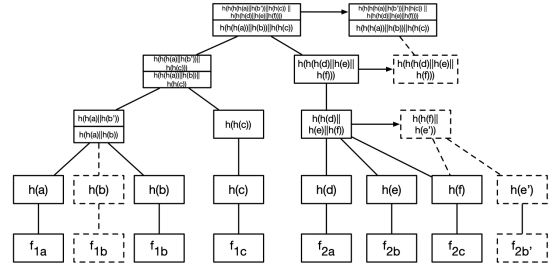 h(h(h(a)||h(b'))||h(c)) ||
h(h(h(d)||h(e)||h(f))))
h(h(h(a))||h(b))||h(c))
h(h(h(a)||h(b'))||h(c)) ||
h(h(h(d)||h(e)||h(f))))
h(h(h(a))||h(b))||h(c))
h(h(h(a)||h(b'))||
h(c)))
h(h(h(a))||h(b)||
h(c))
h(h(h(d)||h(e)||
h(f)))
h(h(h(d)||h(e)||
h(f)))
h(h(a)||h(b'))
h(h(a)||h(b))
h(h(c))
h(h(d)||
h(e)||h(f))
h(h(f)||
h(e'))
h(a)
h(b)
h(b)
h(c)
h(d)
h(e)
h(f)
h(e')
f1a
f1b
f1b
f1c
f2a
f2b
f2c
f2b'